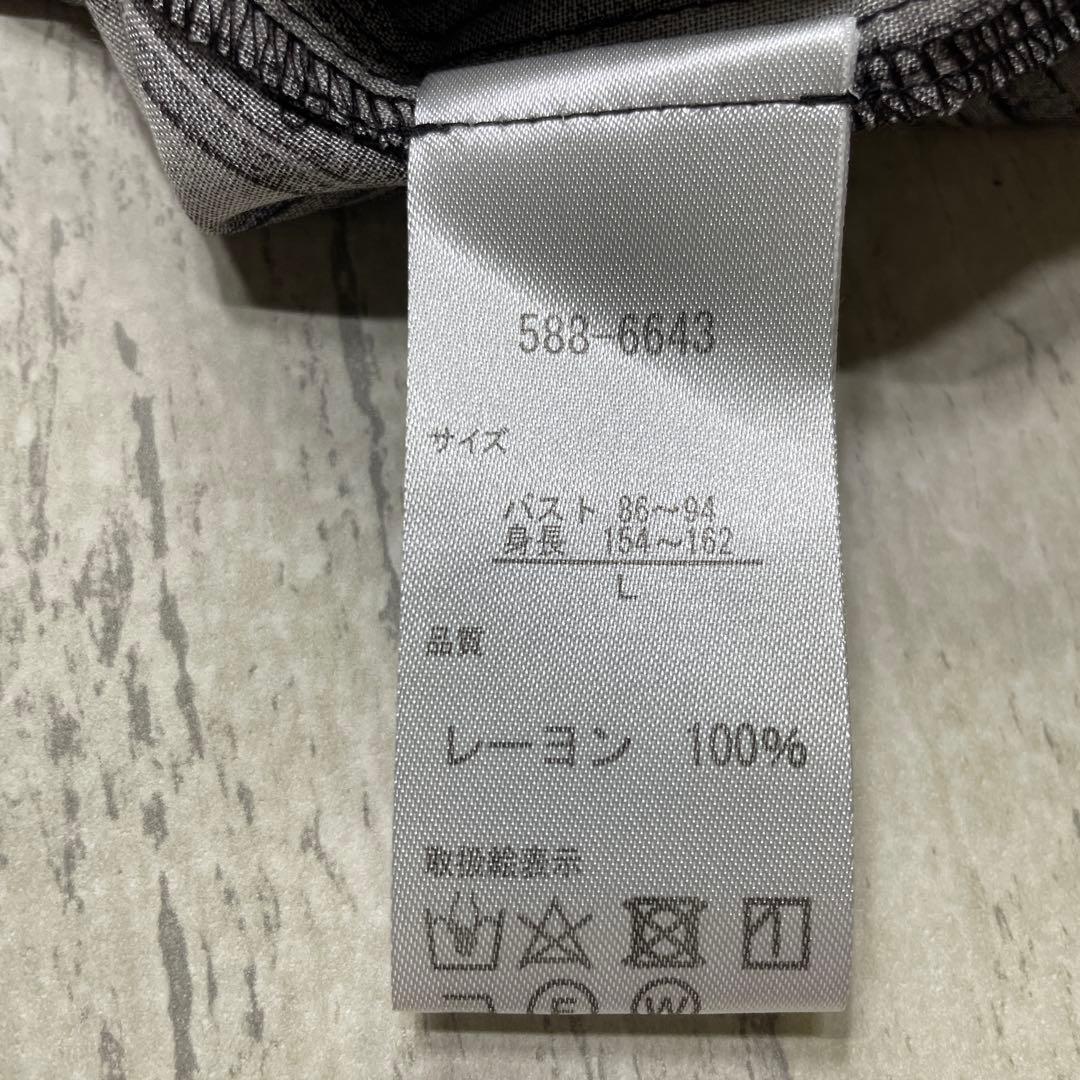 588-6643
サイズ
バスト 86～94
身長 154～162
L
品質
レーヨン 100%
取扱絵表示
F W